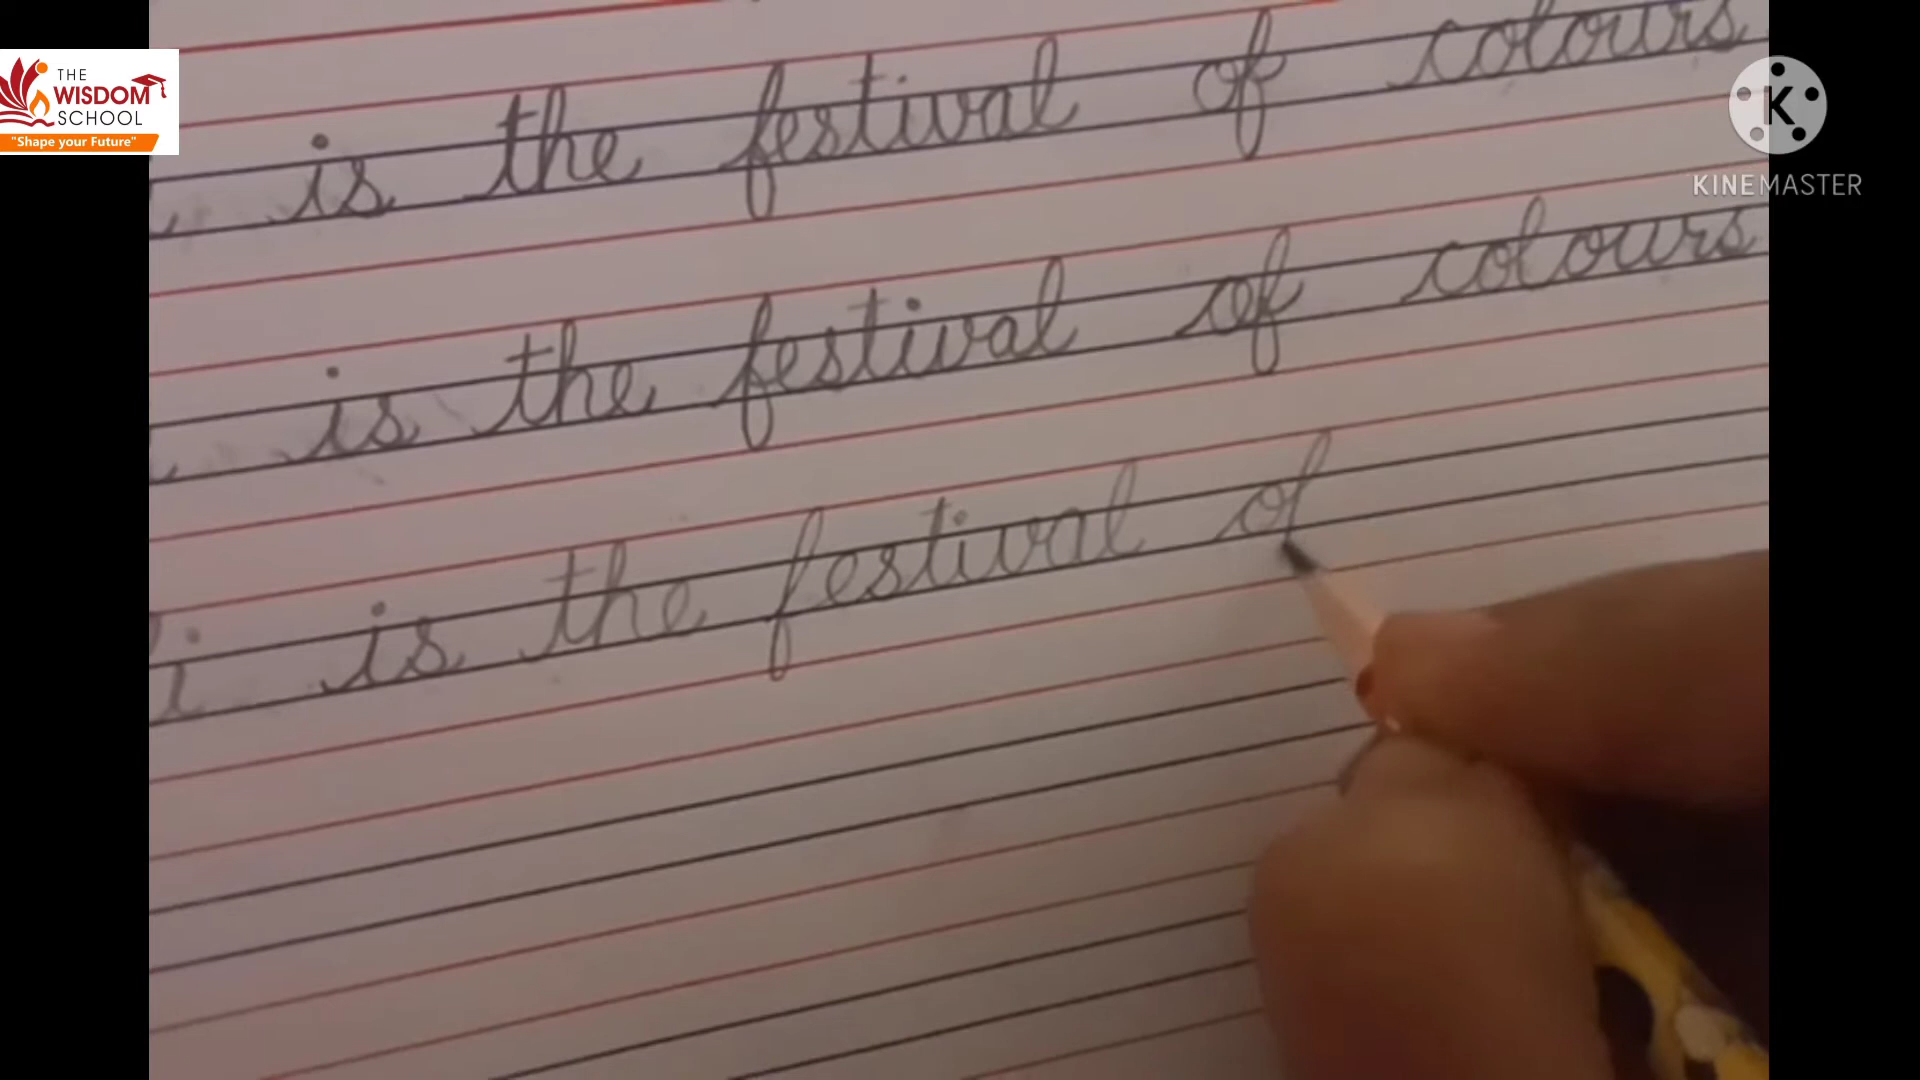 THE
WISDOM
SCHOOL
"Shape your Future"
KINEMASTER
is the festival of colours
is the festival of colours
i is the festival of